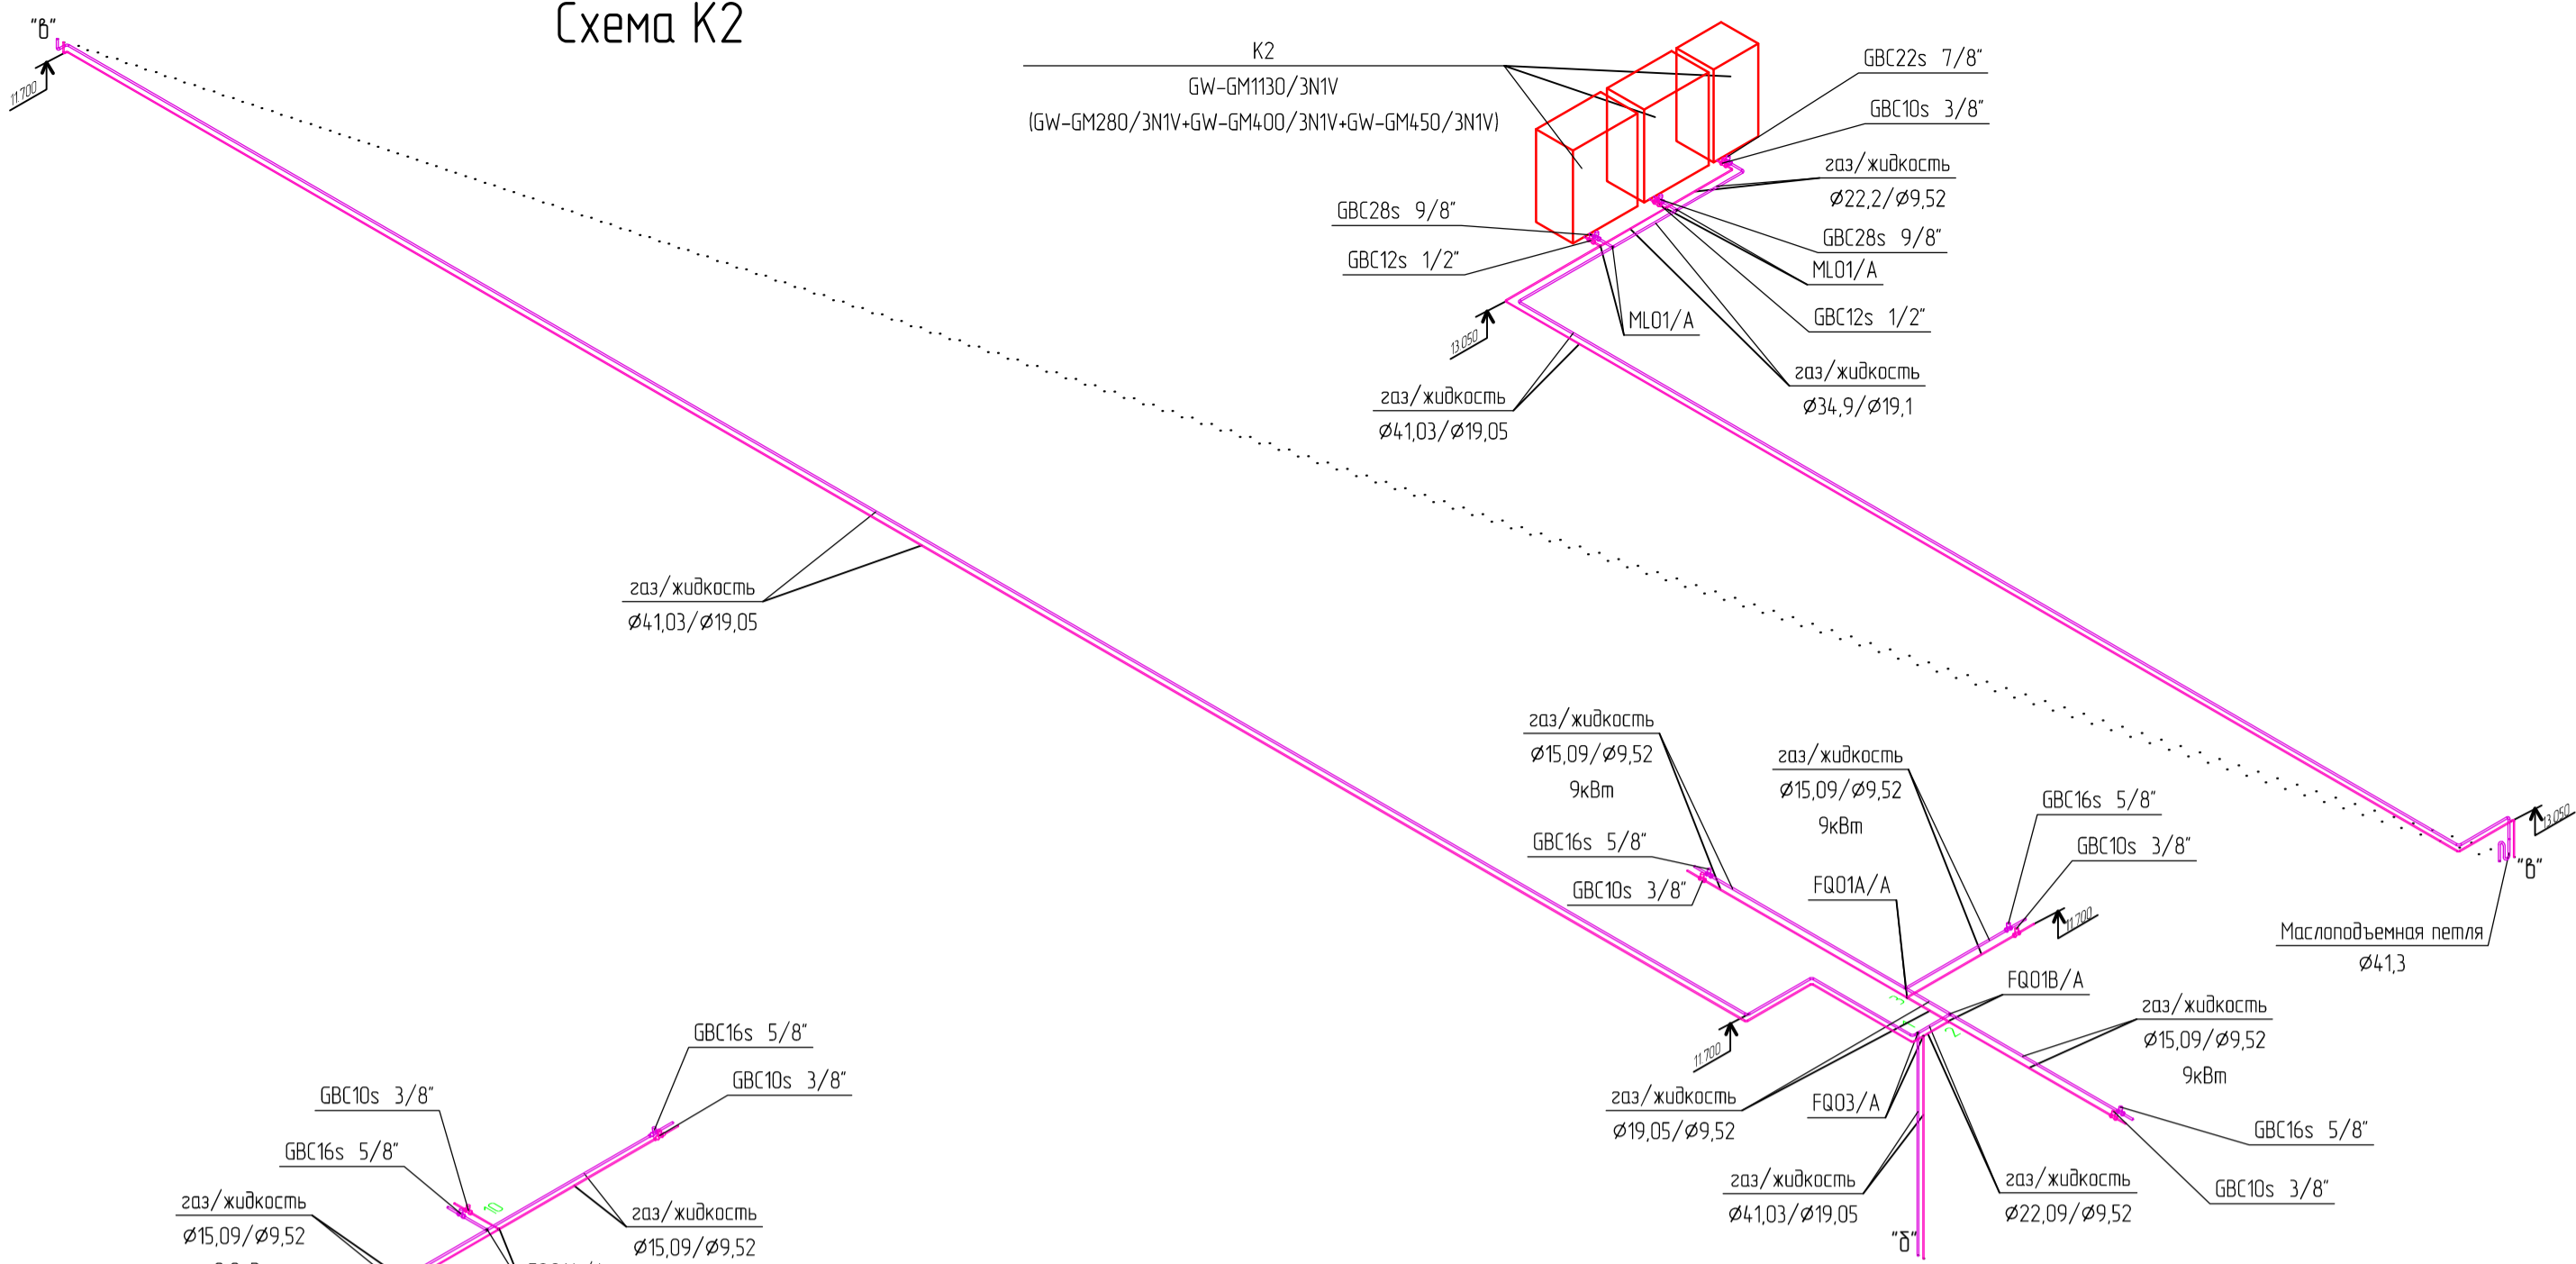 Схема К2
"в"
11.700
К2
GW-GM1130/3N1V
(GW-GM280/3N1V+GW-GM400/3N1V+GW-GM450/3N1V)
GBC22s 7/8"
GBC10s 3/8"
газ/жидкость
Ø22,2/Ø9,52
GBC28s 9/8"
GBC12s 1/2"
GBC28s 9/8"
ML01/A
GBC12s 1/2"
ML01/A
13.050
газ/жидкость
Ø34,9/Ø19,1
газ/жидкость
Ø41,03/Ø19,05
газ/жидкость
Ø41,03/Ø19,05
газ/жидкость
Ø15,09/Ø9,52
9кВт
газ/жидкость
Ø15,09/Ø9,52
9кВт
GBC16s 5/8"
GBC10s 3/8"
GBC16s 5/8"
GBC10s 3/8"
FQ01A/A
11.700
13.050
"в"
Маслоподъемная петля
Ø41,3
FQ01B/A
3
1
2
газ/жидкость
Ø15,09/Ø9,52
9кВт
11.700
газ/жидкость
Ø19,05/Ø9,52
FQ03/A
GBC16s 5/8"
GBC10s 3/8"
газ/жидкость
Ø41,03/Ø19,05
газ/жидкость
Ø22,09/Ø9,52
"б"
GBC16s 5/8"
GBC10s 3/8"
GBC10s 3/8"
GBC16s 5/8"
10
газ/жидкость
Ø15,09/Ø9,52
газ/жидкость
Ø15,09/Ø9,52